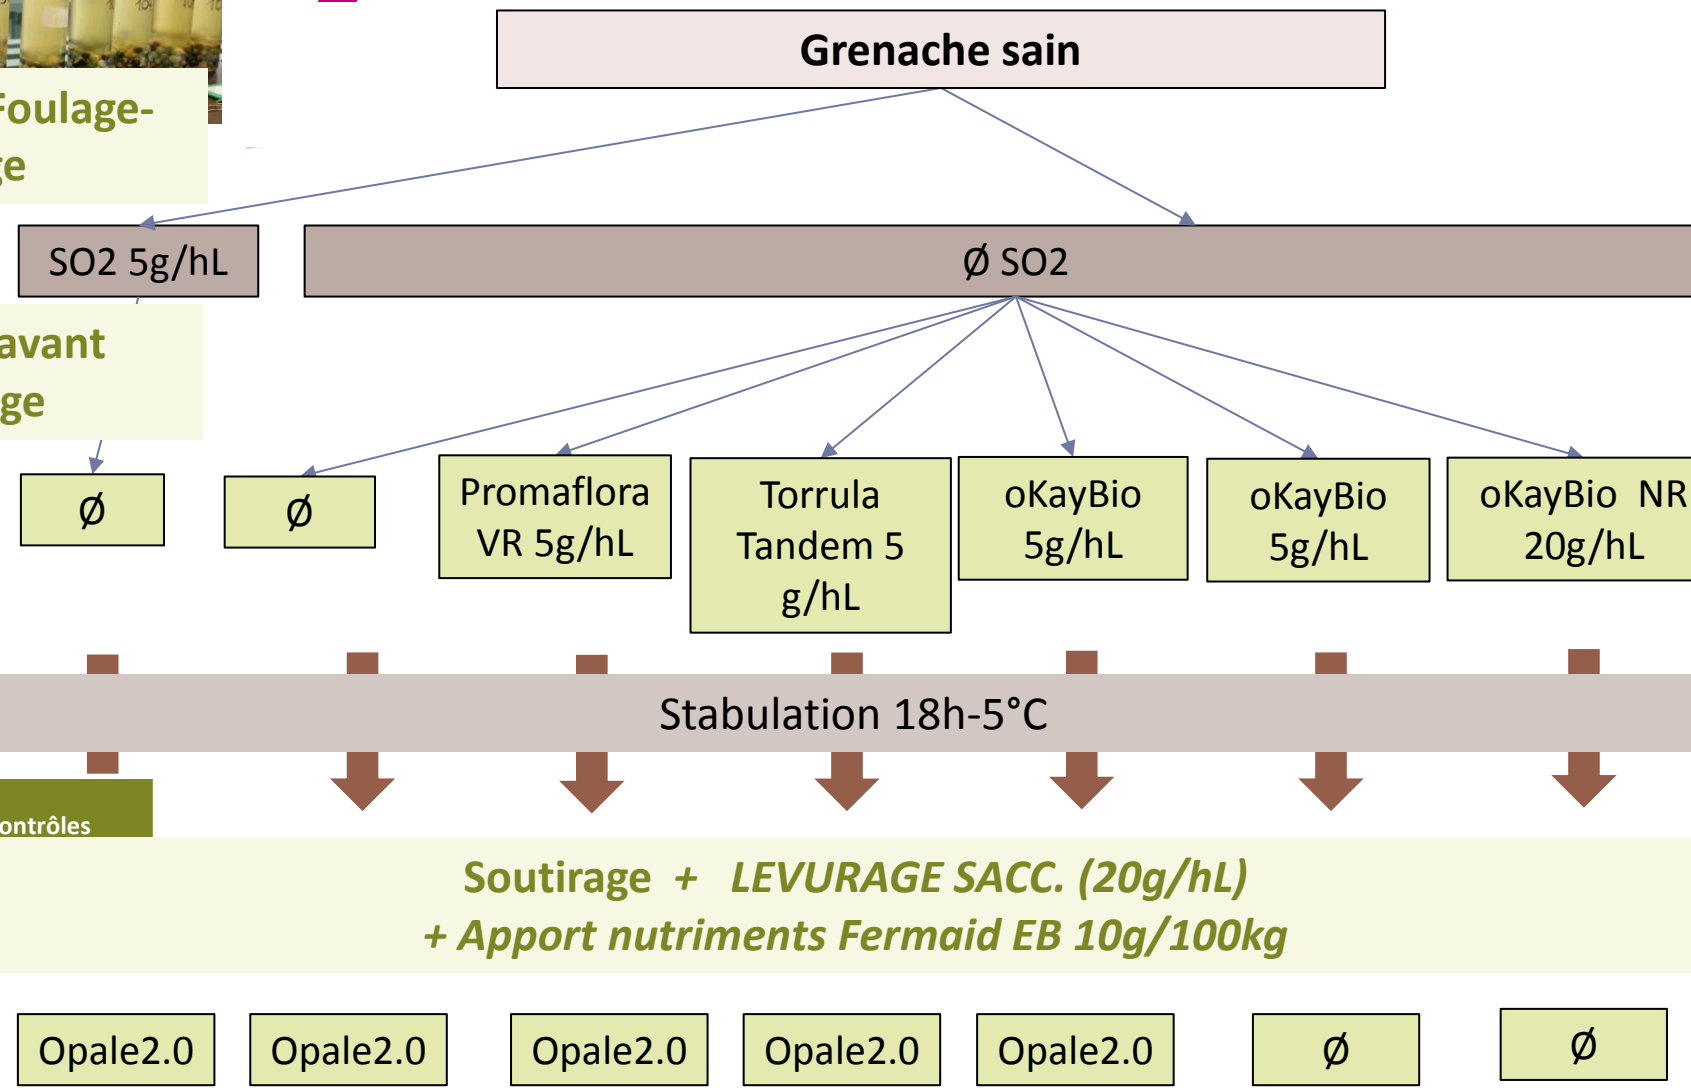 Grenache sain
Foulage-
SO2 5g/hL
Ø SO2
avant
Ø
Ø
Promaflora
VR 5g/hL
Torrula
Tandem 5
g/hL
oKayBio
5g/hL
oKayBio
5g/hL
oKayBio NR
20g/hL
Stabulation 18h-5°C
ontrôles
Soutirage + LEVURAGE SACC. (20g/hL)
+ Apport nutriments Fermaid EB 10g/100kg
Opale2.0
Opale2.0
Opale2.0
Opale2.0
Opale2.0
Ø
Ø